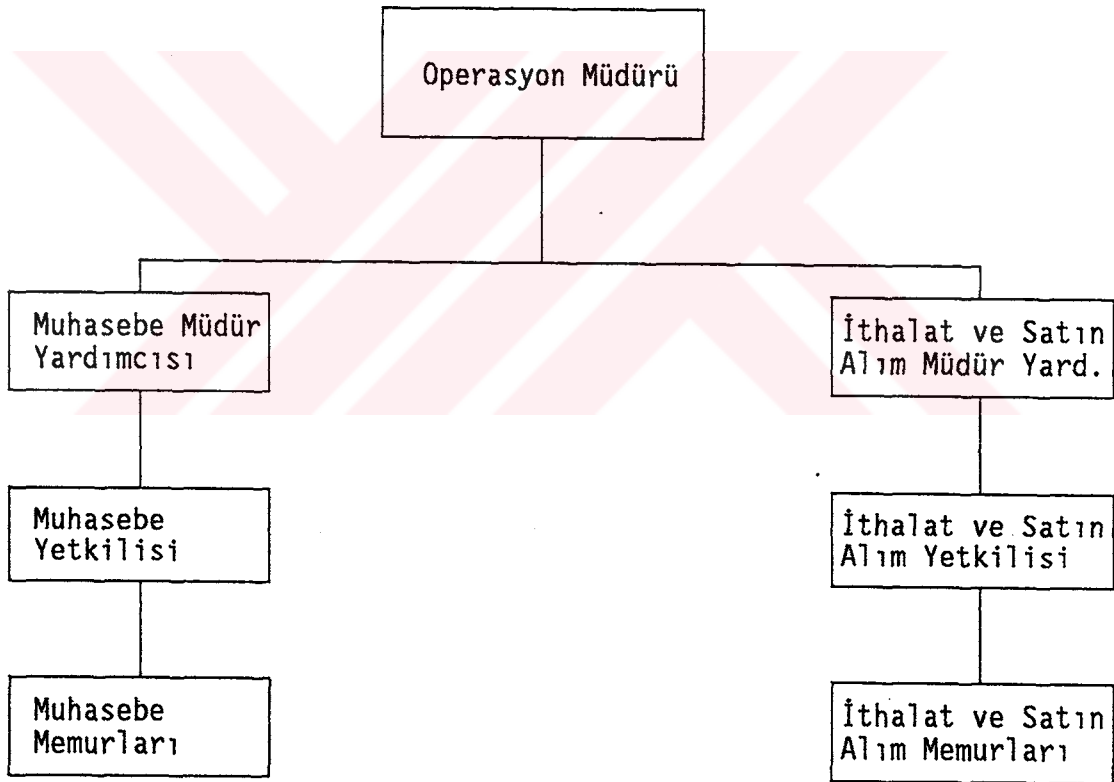 Operasyon Müdürü
Muhasebe Müdür
Yardımcısı
İthalat ve Satın
Alım Müdür Yard.
Muhasebe
Yetkilisi
İthalat ve Satın
Alım Yetkilisi
Muhasebe
Memurları
İthalat ve Satın
Alım Memurları